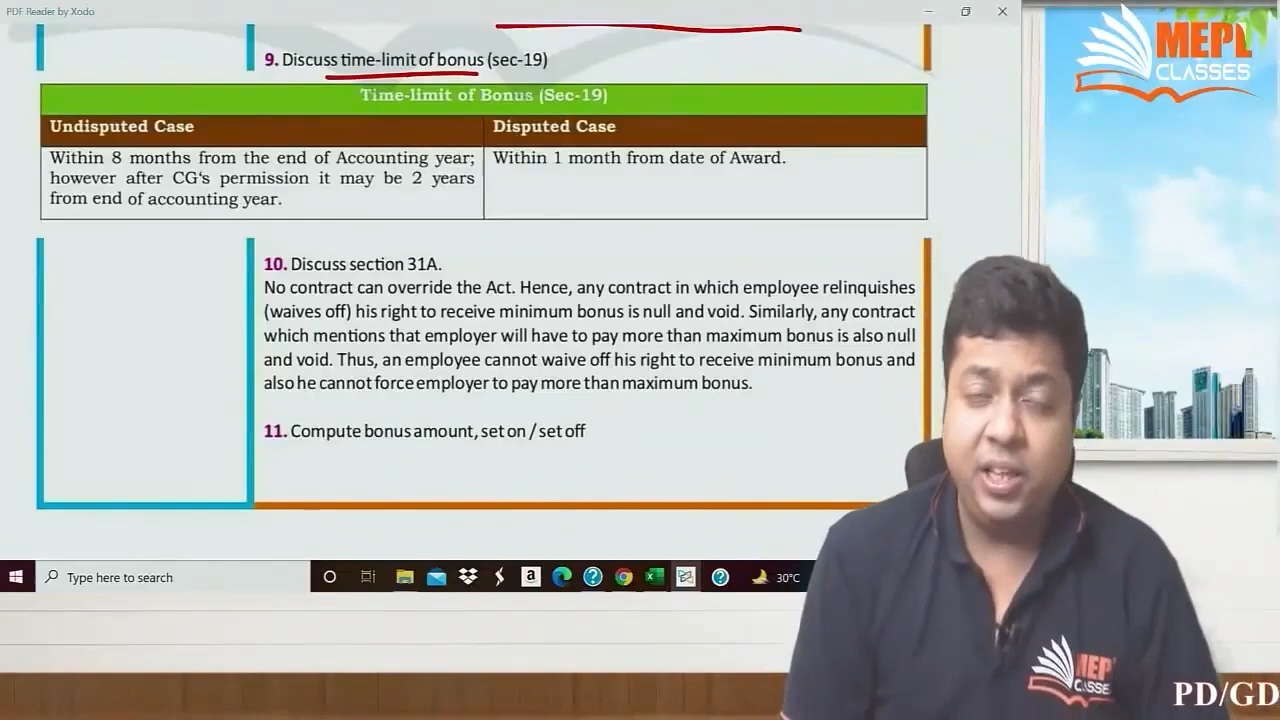 PDF Reader by Xodo
9. Discuss time-limit of bonus (sec-19)
Time-limit of Bonus (Sec-19)
Undisputed Case
Disputed Case
Within 8 months from the end of Accounting year;
however after CG's permission it may be 2 years
from end of accounting year.
Within 1 month from date of Award.
10. Discuss section 31A.
No contract can override the Act. Hence, any contract in which employee relinquishes
(waives off) his right to receive minimum bonus is null and void. Similarly, any contract
which mentions that employer will have to pay more than maximum bonus is also null
and void. Thus, an employee cannot waive off his right to receive minimum bonus and
also he cannot force employer to pay more than maximum bonus.
11. Compute bonus amount, set on / set off
Type here to search
a
30°C
MEPL
CLASSES
MEPL
CLASSES
PD/GD